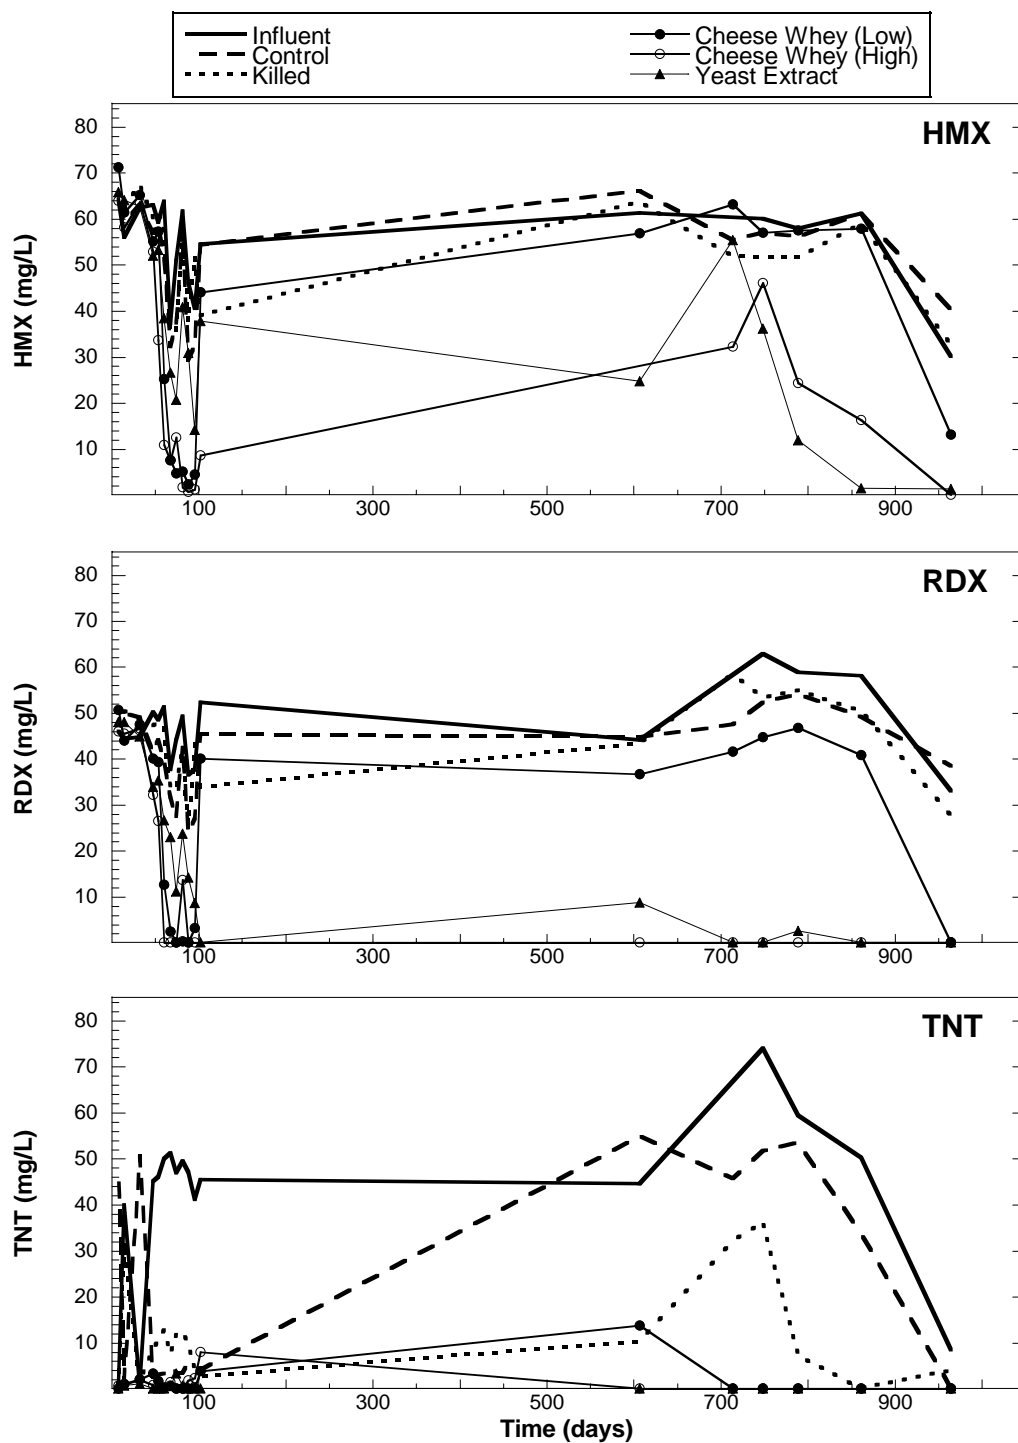 Influent
Control
Killed
Cheese Whey (Low)
Cheese Whey (High)
Yeast Extract
HMX
HMX (mg/L)
80
70
60
50
40
30
20
10
100 300 500 700 900
RDX
RDX (mg/L)
80
70
60
50
40
30
20
10
100 300 500 700 900
TNT
TNT (mg/L)
80
70
60
50
40
30
20
10
100 300 500 700 900
Time (days)